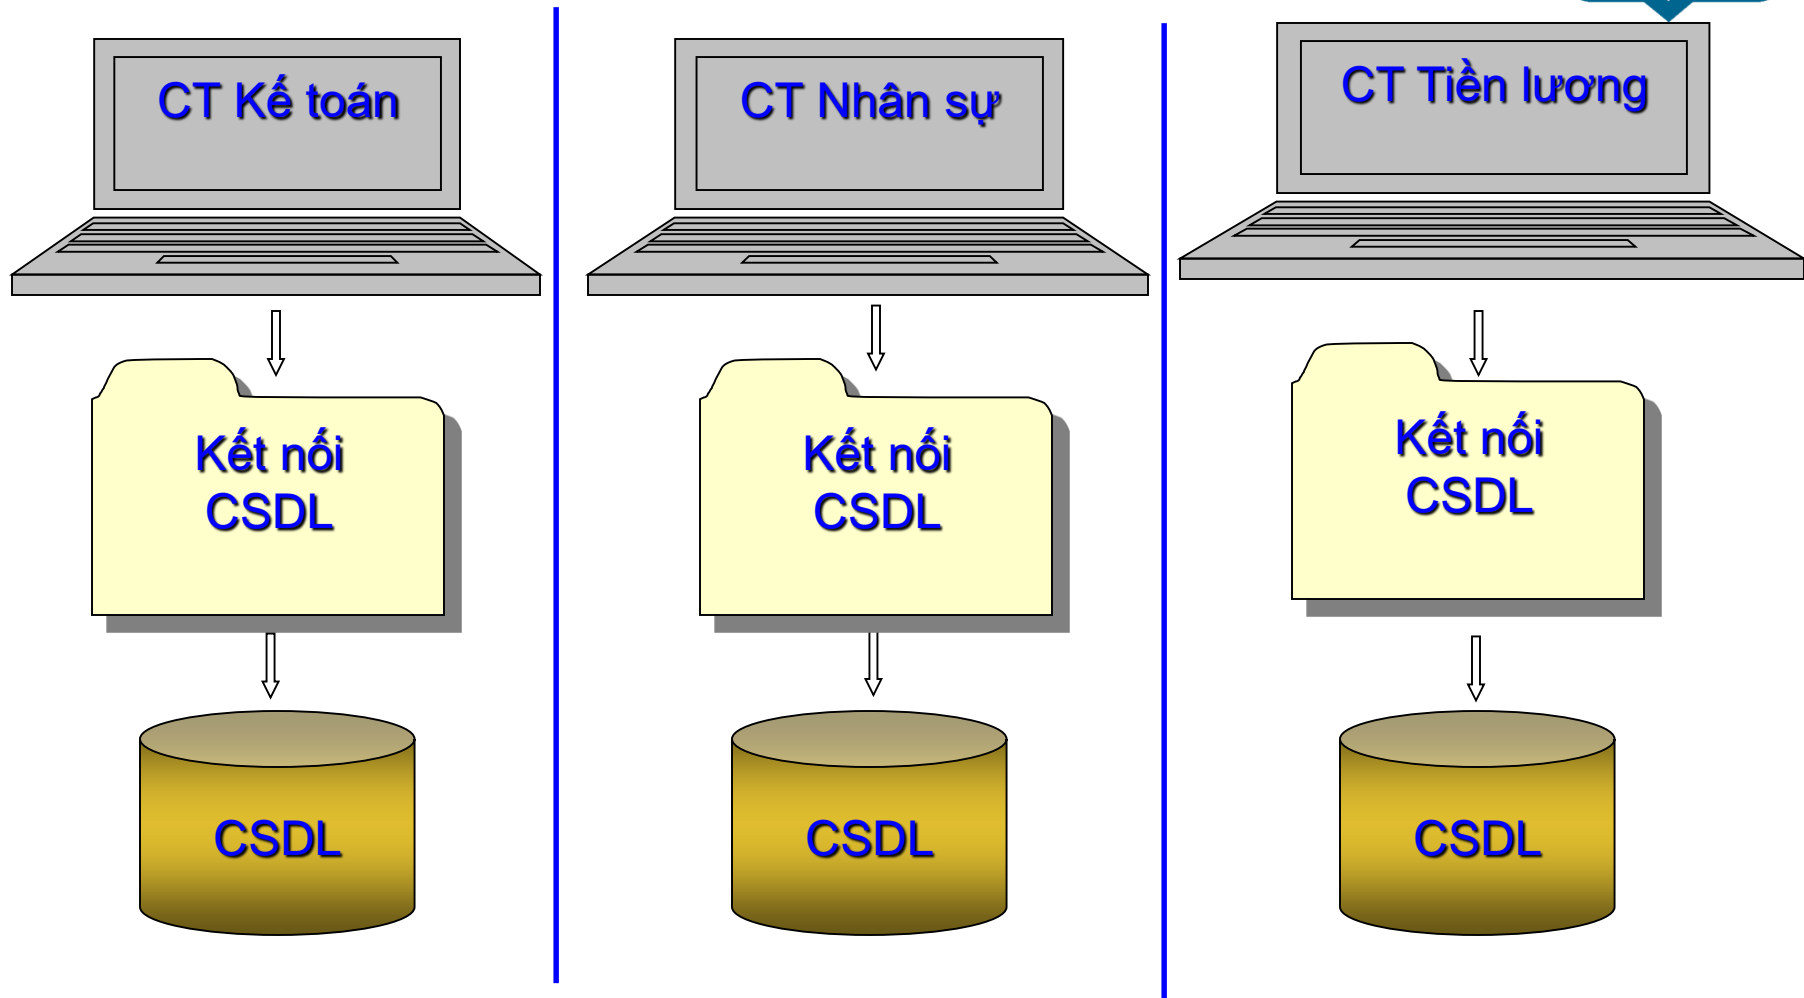 CT Kế toán
Kết nối
CSDL
CSDL
CT Nhân sự
Kết nối
CSDL
CSDL
CT Tiền lương
Kết nối
CSDL
CSDL